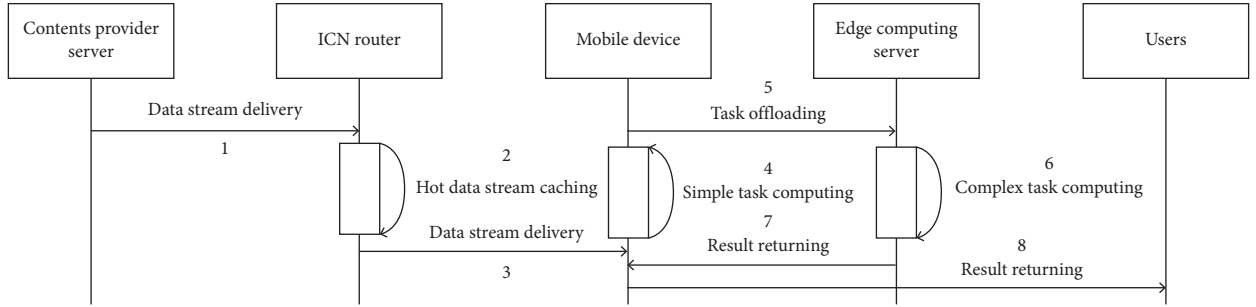 Contents provider
server
ICN router
Mobile device
Edge computing
server
Users
Data stream delivery
1
2
Hot data stream caching
Data stream delivery
3
5
Task offloading
4
Simple task computing
7
Result returning
6
Complex task computing
8
Result returning